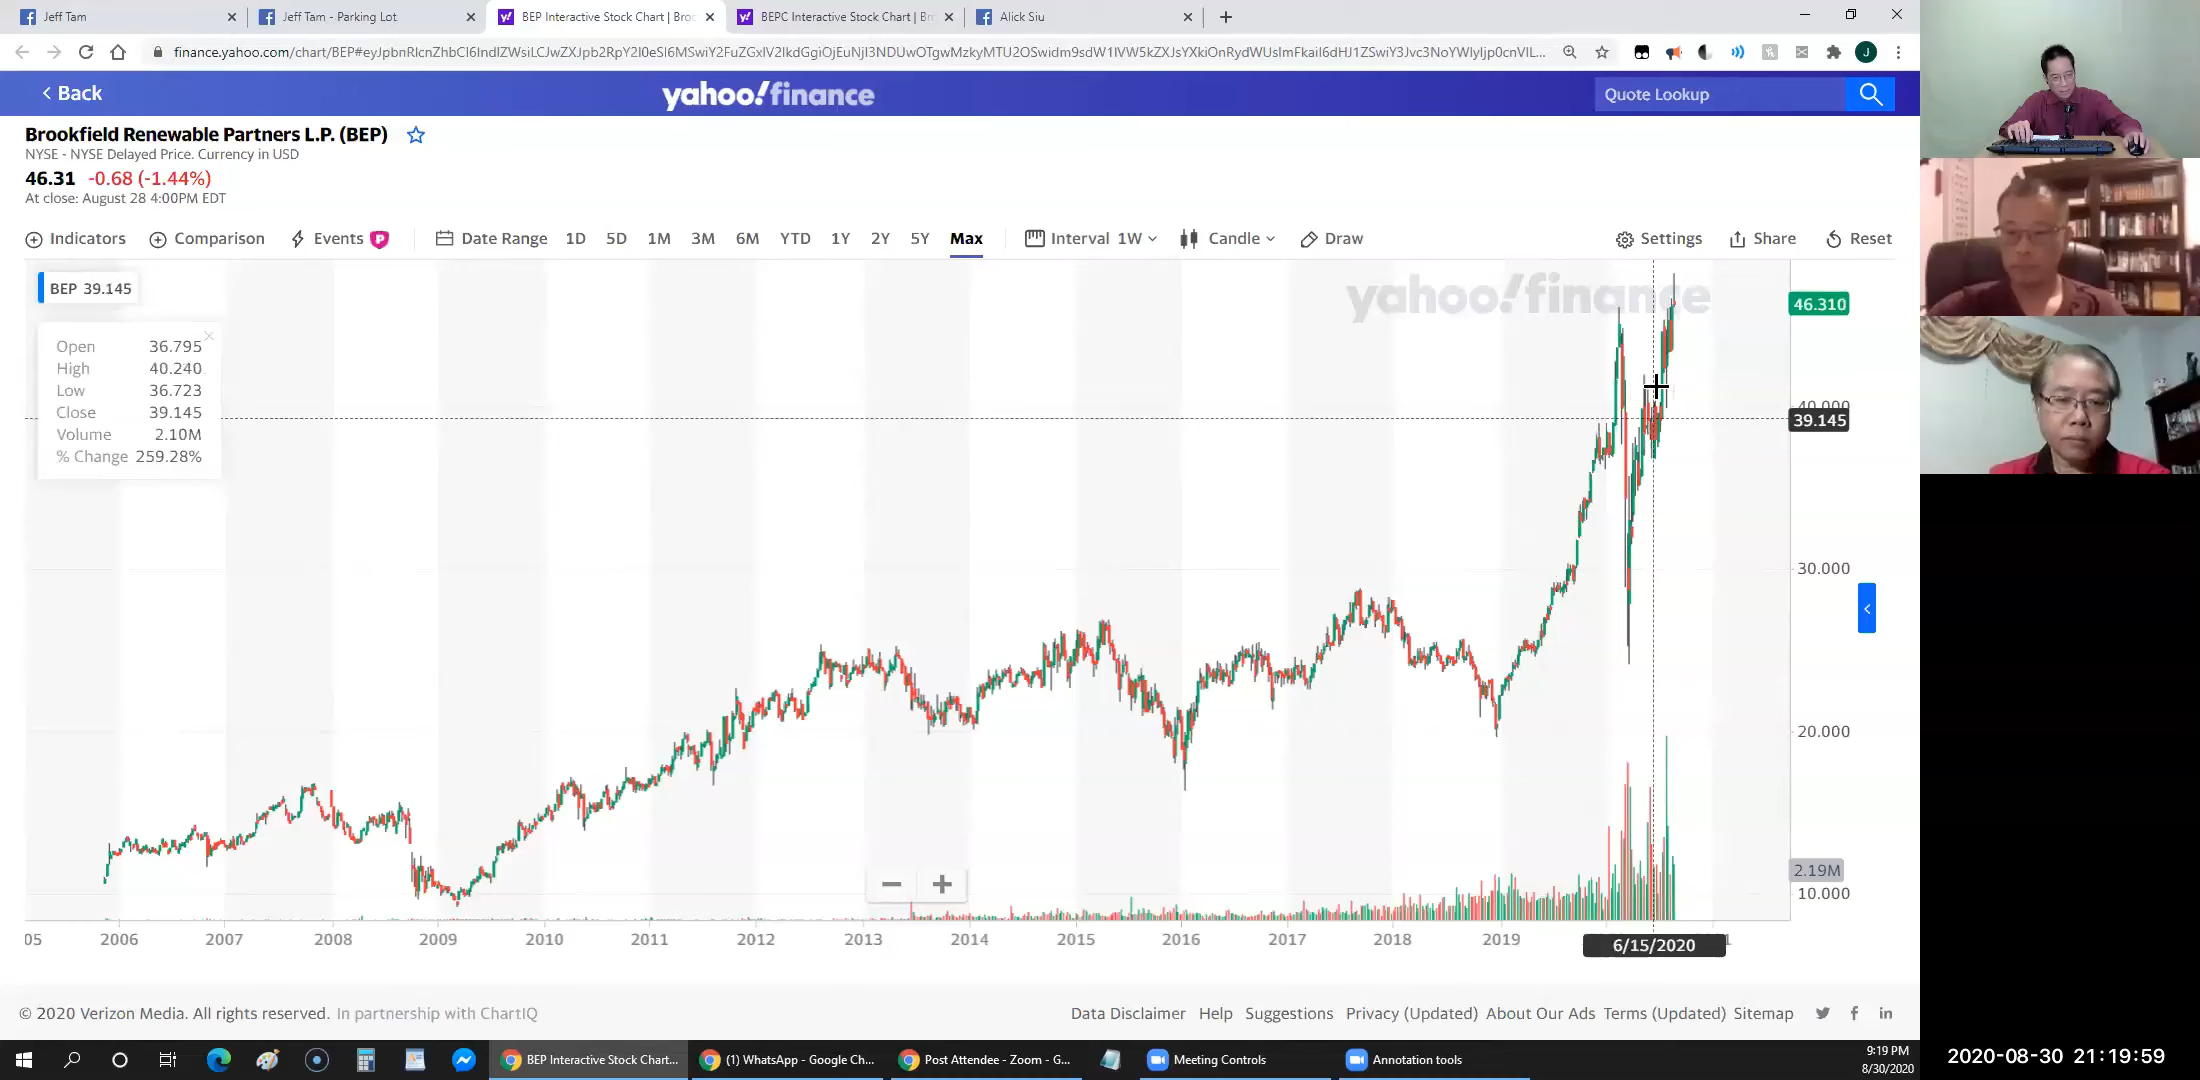 Jeff Tam
Jeff Tam - Parking Lot
BEP Interactive Stock Chart | Broo
BEPC Interactive Stock Chart | Br
Alick Siu
Back
yahoo!finance
Quote Lookup
Brookfield Renewable Partners L.P. (BEP)
NYSE - NYSE Delayed Price. Currency in USD
46.31 -0.68 (-1.44%)
At close: August 28 4:00PM EDT
Indicators Comparison Events P Date Range 1D 5D 1M 3M 6M YTD 1Y 2Y 5Y Max Interval 1W Candle Draw Settings Share Reset
BEP 39.145
yahoo!finance
46.310
Open 36.795
High 40.240
Low 36.723
Close 39.145
Volume 2.10M
% Change 259.28%
40.000
39.145
30.000
20.000
2.19M
10.000
05 2006 2007 2008 2009 2010 2011 2012 2013 2014 2015 2016 2017 2018 2019 6/15/2020
© 2020 Verizon Media. All rights reserved. In partnership with ChartIQ
Data Disclaimer Help Suggestions Privacy (Updated) About Our Ads Terms (Updated) Sitemap
BEP Interactive Stock Chart...
(1) WhatsApp - Google Ch...
Post Attendee - Zoom - G...
Meeting Controls
Annotation tools
9:19 PM
8/30/2020
2020-08-30 21:19:59